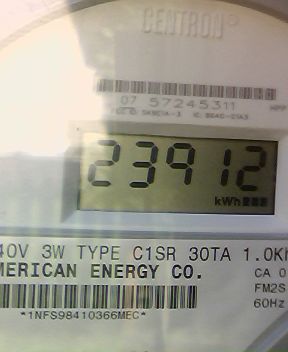 CENTRON®
07 57245311
23912
kWh
40V 3W TYPE C1SR 30TA 1.0Kh
MERICAN ENERGY CO.
CA 0
FM2S
*1NFS98410366MEC*
60Hz